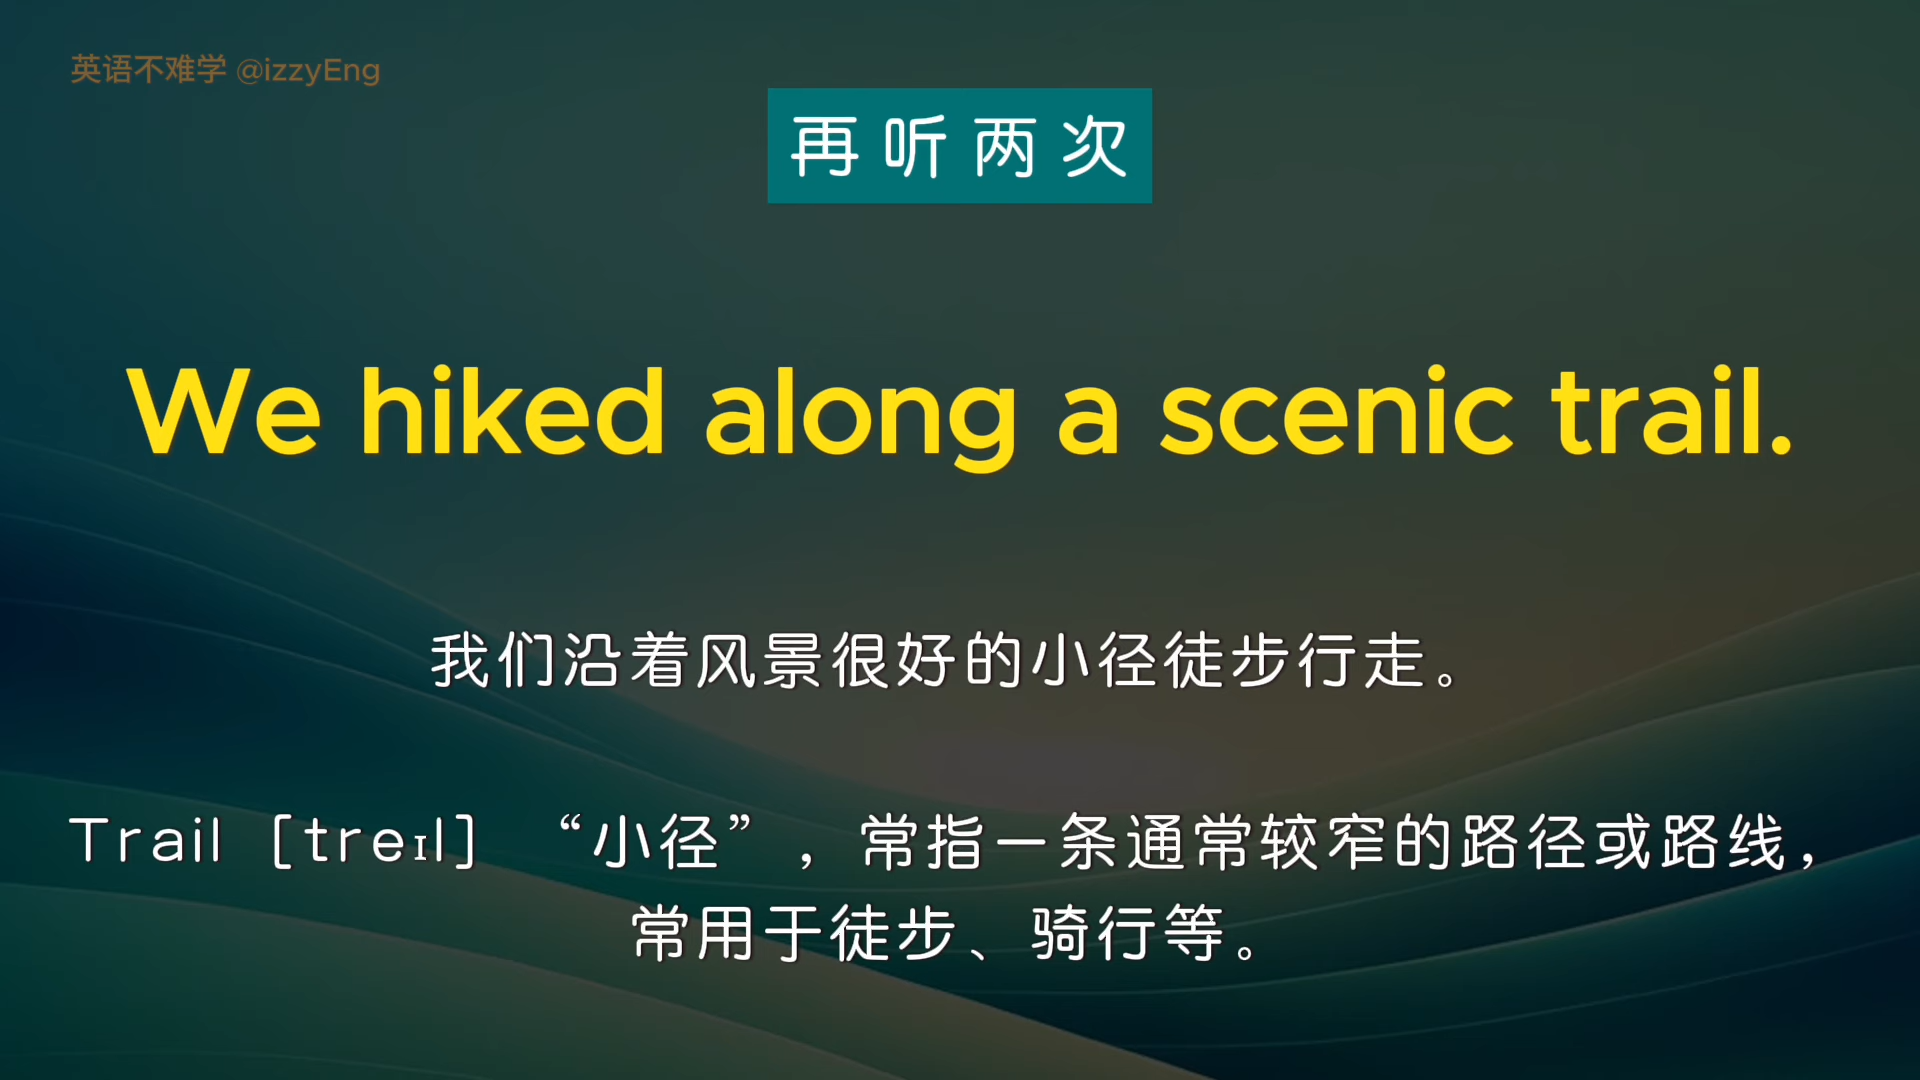 英语不难学 @izzyEng
再听两次
We hiked along a scenic trail.
我们沿着风景很好的小径徒步行走。
Trail [treɪl] “小径”，常指一条通常较窄的路径或路线，
常用于徒步、骑行等。